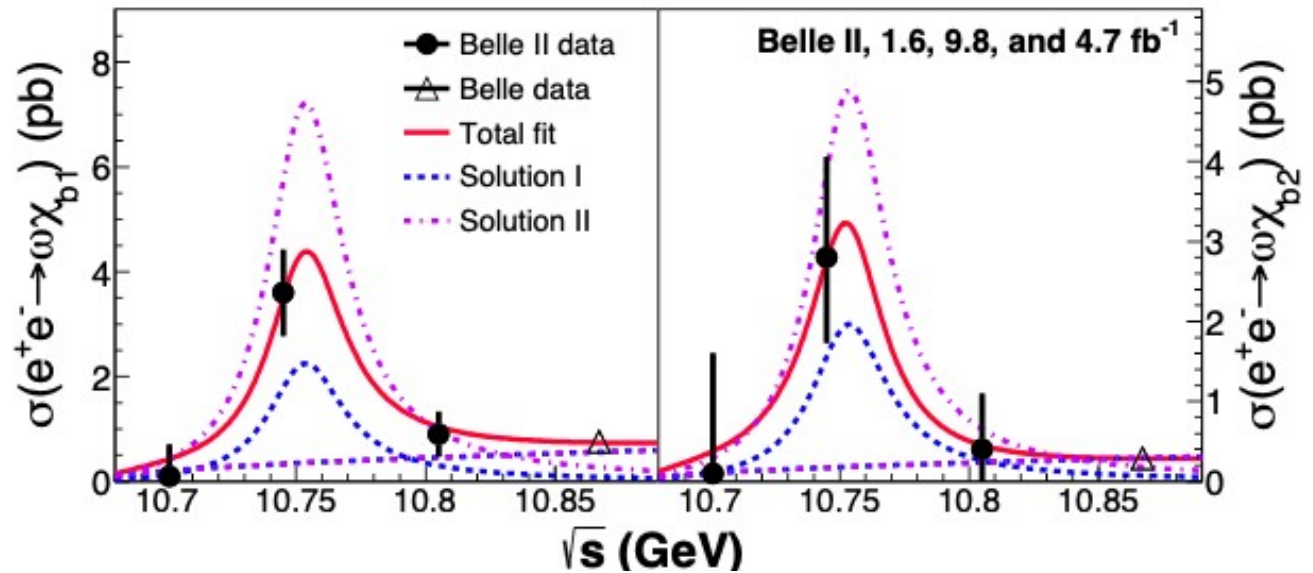 σ(e⁺e⁻→ωχ_b1) (pb)
8
6
4
2
0
Belle II data
Belle data
Total fit
Solution I
Solution II
10.7 10.75 10.8 10.85
Belle II, 1.6, 9.8, and 4.7 fb⁻¹
5
4
3
2
1
0
10.7 10.75 10.8 10.85
σ(e⁺e⁻→ωχ_b2) (pb)
√s (GeV)